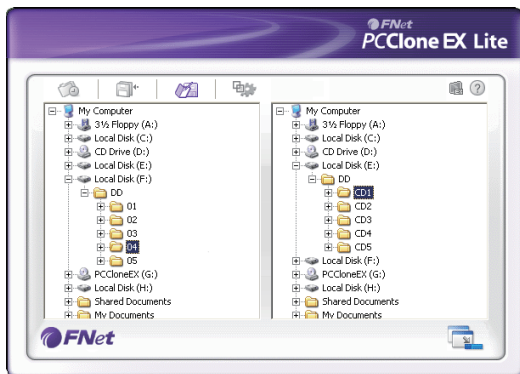 FNet
PCClone EX Lite
My Computer
3½ Floppy (A:)
Local Disk (C:)
CD Drive (D:)
Local Disk (E:)
Local Disk (F:)
DD
01
02
03
04
05
PCCloneEX (G:)
Local Disk (H:)
Shared Documents
My Documents
My Computer
3½ Floppy (A:)
Local Disk (C:)
CD Drive (D:)
Local Disk (E:)
DD
CD1
CD2
CD3
CD4
CD5
Local Disk (F:)
PCCloneEX (G:)
Local Disk (H:)
Shared Documents
My Documents
FNet